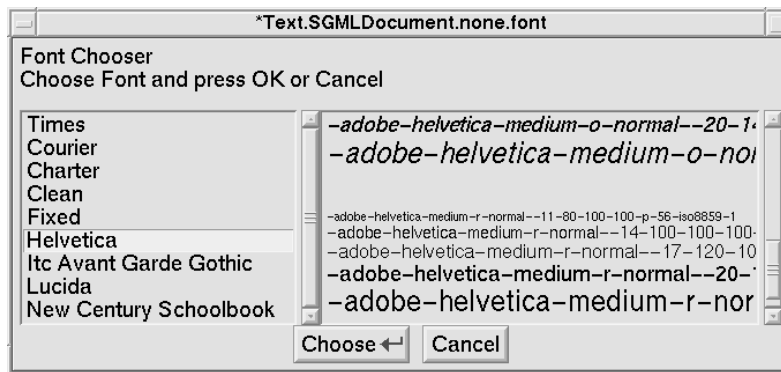 *Text.SGMLDocument.none.font
Font Chooser
Choose Font and press OK or Cancel
Times
Courier
Charter
Clean
Fixed
Helvetica
Itc Avant Garde Gothic
Lucida
New Century Schoolbook
-adobe-helvetica-medium-o-normal--20-14
-adobe-helvetica-medium-o-nor
-adobe-helvetica-medium-r-normal--11-80-100-100-p-56-iso8859-1
-adobe-helvetica-medium-r-normal--14-100-100-100-
-adobe-helvetica-medium-r-normal--17-120-10
-adobe-helvetica-medium-r-normal--20-1
-adobe-helvetica-medium-r-nor
Choose
Cancel